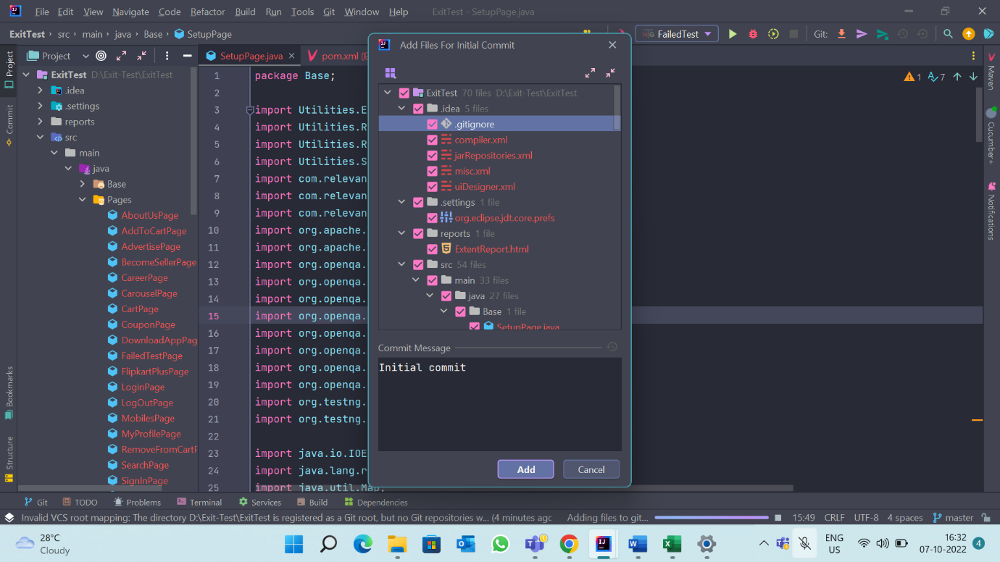 File Edit View Navigate Code Refactor Build Run Tools Git Window Help ExitTest - SetupPage.java
ExitTest src main java Base SetupPage
FailedTest
Git:
Project
SetupPage.java
pom.xml (E
Project
Commit
Bookmarks
Structure
ExitTest D:\Exit-Test\ExitTest
.idea
.settings
reports
src
main
java
Base
Pages
AboutUsPage
AddToCartPage
AdvertisePage
BecomeSellerPage
CareerPage
CarouselPage
CartPage
CouponPage
DownloadAppPag
FailedTestPage
FlipkartPlusPage
LoginPage
LogOutPage
MobilesPage
MyProfilePage
RemoveFromCartP
SearchPage
SignInPage
1 package Base;
2
3 import Utilities.E
4 import Utilities.R
5 import Utilities.R
6 import Utilities.S
7 import com.relevan
8 import com.relevan
9 import com.relevan
10 import org.apache.
11 import org.apache.
12 import org.openqa.
13 import org.openqa.
14 import org.openqa.
15 import org.openqa.
16 import org.openqa.
17 import org.openqa.
18 import org.openqa.
19 import org.openqa.
20 import org.testng.
21 import org.testng.
22
23 import java.io.IOE
24 import java.lang.r
25 import java.util.Map;
Add Files For Initial Commit
ExitTest 70 files D:\Exit-Test\ExitTest
.idea 5 files
.gitignore
compiler.xml
jarRepositories.xml
misc.xml
uiDesigner.xml
.settings 1 file
org.eclipse.jdt.core.prefs
reports 1 file
ExtentReport.html
src 54 files
main 33 files
java 27 files
Base 1 file
SetupPage.java
Commit Message
Initial commit
Add
Cancel
1 7
Maven
Cucumber+
Notifications
Git TODO Problems Terminal Services Build Dependencies
Invalid VCS root mapping: The directory D:\Exit-Test\ExitTest is registered as a Git root, but no Git repositories w... (4 minutes ago Adding files to git... 15:49 CRLF UTF-8 4 spaces master
28°C
Cloudy
ENG
US
16:32
07-10-2022
4